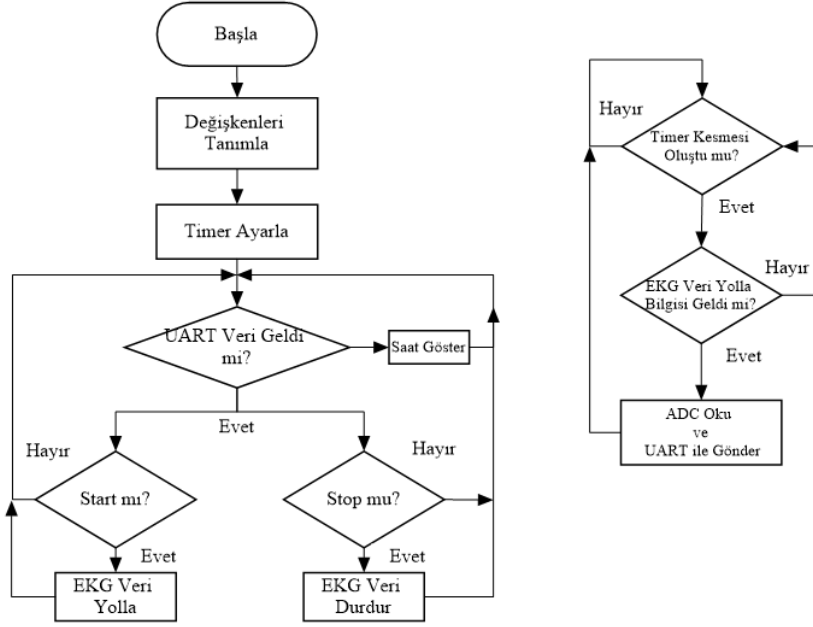 Başla
Değişkenleri
Tanımla
Timer Ayarla
UART Veri Geldi
mi?
Saat Göster
Evet
Hayır
Start mı?
Evet
EKG Veri
Yolla
Hayır
Stop mu?
Evet
EKG Veri
Durdur
Hayır
Timer Kesmesi
Oluştu mu?
Evet
Hayır
EKG Veri Yolla
Bilgisi Geldi mi?
Evet
ADC Oku
ve
UART ile Gönder